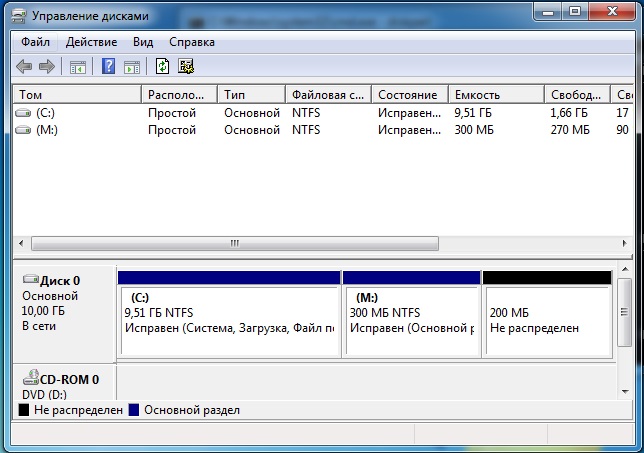 Управление дисками
Файл Действие Вид Справка
Том Располо... Тип Файловая с... Состояние Емкость Свобод... Сво
(C:) Простой Основной NTFS Исправен... 9,51 ГБ 1,66 ГБ 17
(M:) Простой Основной NTFS Исправен... 300 МБ 270 МБ 90
Диск 0
Основной
10,00 ГБ
В сети
(C:)
9,51 ГБ NTFS
Исправен (Система, Загрузка, Файл по
(M:)
300 МБ NTFS
Исправен (Основной р
200 МБ
Не распределен
CD-ROM 0
DVD (D:)
Не распределен Основной раздел